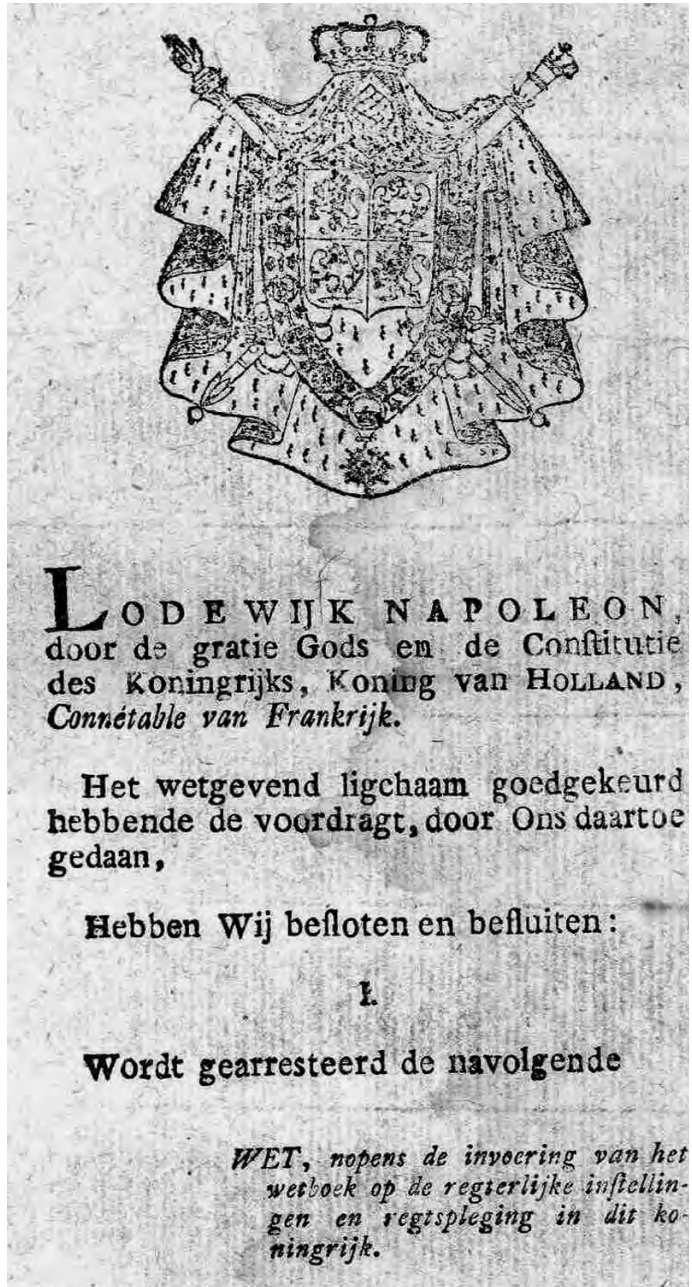 LODEWIJK NAPOLEON,
door de gratie Gods en de Conſtitutie
des Koningrijks, Koning van HOLLAND,
Connétable van Frankrijk.
Het wetgevend ligchaam goedgekeurd
hebbende de voordragt, door Ons daartoe
gedaan,
Hebben Wij beſloten en beſluiten:
I.
Wordt gearresteerd de navolgende
WET, nopens de invoering van het
wetboek op de regterlijke inſtellin-
gen en regtspleging in dit ko-
ningrijk.